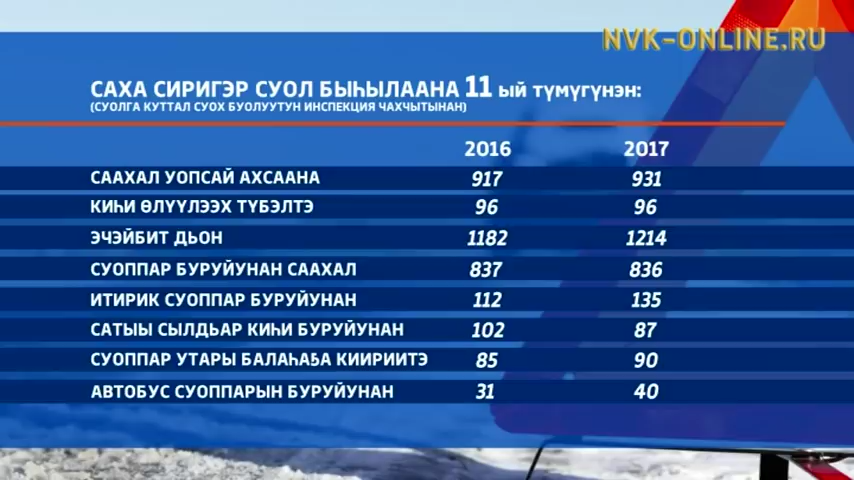 NVK-ONLINE.RU
САХА СИРИГЭР СУОЛ БЫҺЫЛААНА 11 ЫЙ ТҮМҮГҮНЭН:
(СУОЛГА КУТТАЛ СУОХ БУОЛУУТУН ИНСПЕКЦИЯ ЧАХЧЫТЫНАН)
2016 2017
СААХАЛ УОПСАЙ АХСААНА 917 931
КИҺИ ӨЛҮҮЛЭЭХ ТҮБЭЛТЭ 96 96
ЭЧЭЙБИТ ДЬОН 1182 1214
СУОППАР БУРУЙУНАН СААХАЛ 837 836
ИТИРИК СУОППАР БУРУЙУНАН 112 135
САТЫЫ СЫЛДЬАР КИҺИ БУРУЙУНАН 102 87
СУОППАР УТАРЫ БАЛАҺАҔА КИИРИИТЭ 85 90
АВТОБУС СУОППАРЫН БУРУЙУНАН 31 40